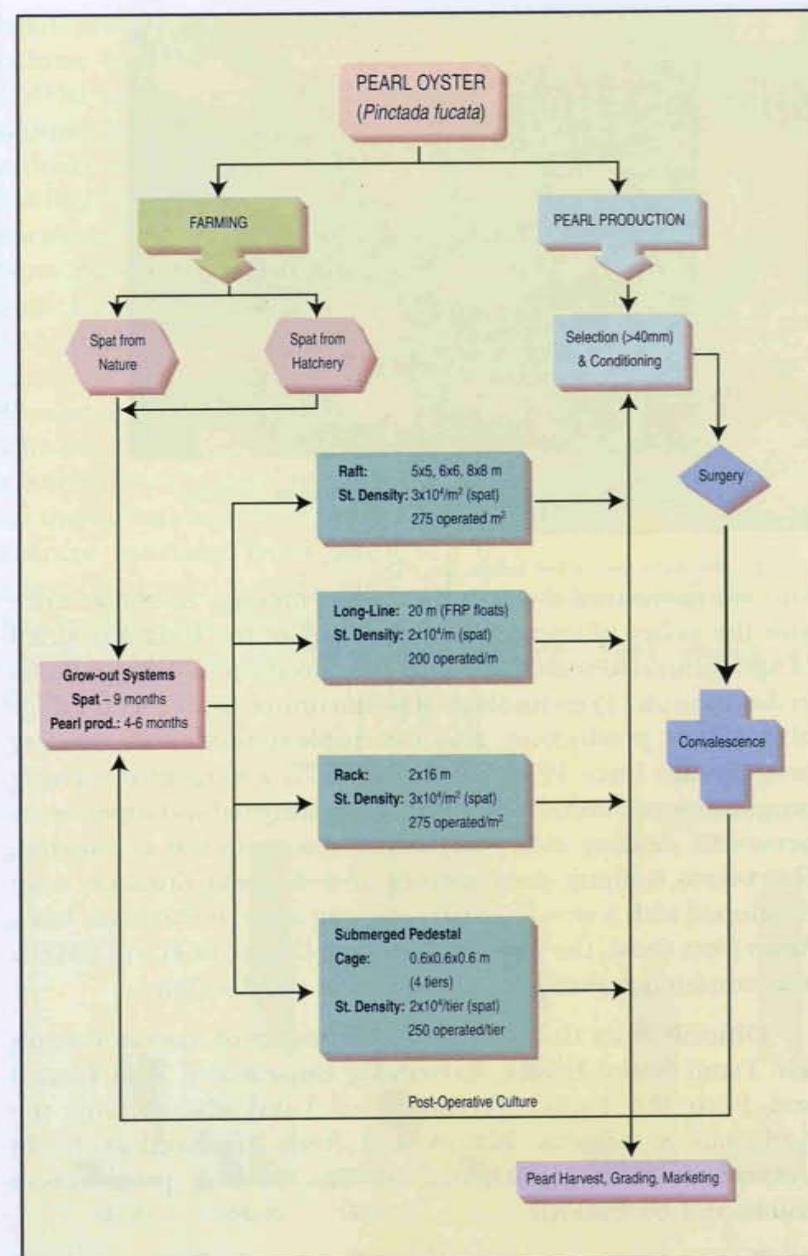 PEARL OYSTER
(Pinctada fucata)
FARMING
PEARL PRODUCTION
Spat from
Nature
Spat from
Hatchery
Selection (>40mm)
& Conditioning
Surgery
Raft: 5x5, 6x6, 8x8 m
St. Density: 3x10⁴/m² (spat)
275 operated m²
Long-Line: 20 m (FRP floats)
St. Density: 2x10⁴/m (spat)
200 operated/m
Grow-out Systems
Spat – 9 months
Pearl prod.: 4-6 months
Convalescence
Rack: 2x16 m
St. Density: 3x10⁴/m² (spat)
275 operated/m²
Submerged Pedestal
Cage: 0.6x0.6x0.6 m
(4 tiers)
St. Density: 2x10⁴/tier (spat)
250 operated/tier
Post-Operative Culture
Pearl Harvest, Grading, Marketing